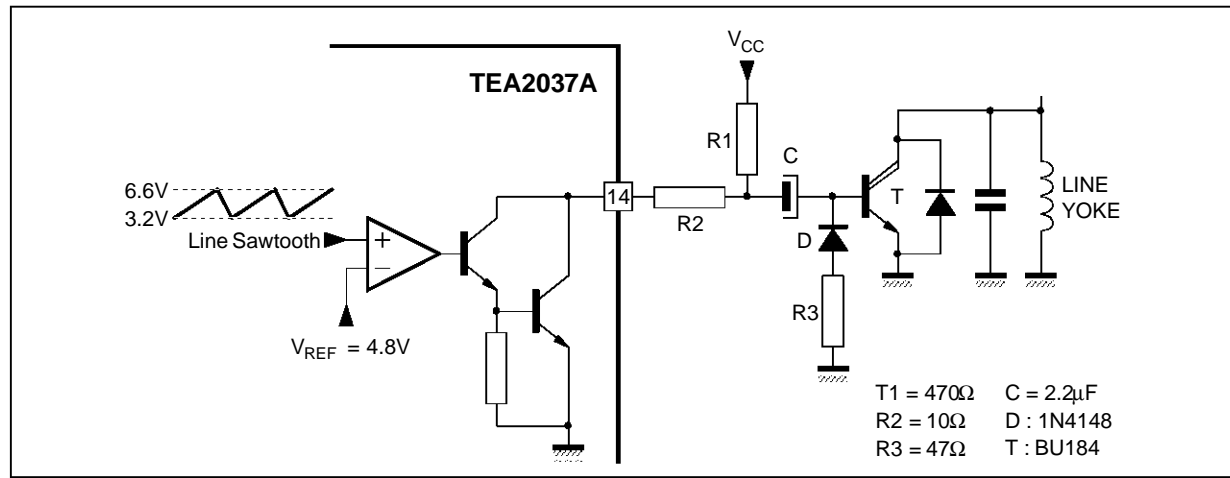 V_CC
TEA2037A
R1
C
6.6V
3.2V
14
R2
T
LINE
YOKE
Line Sawtooth
+
−
D
R3
V_REF = 4.8V
T1 = 470Ω C = 2.2μF
R2 = 10Ω D : 1N4148
R3 = 47Ω T : BU184